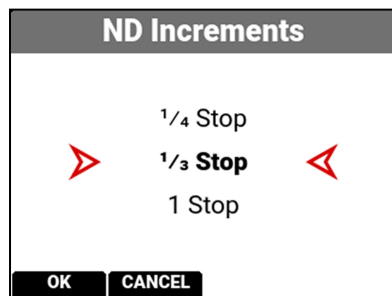 ND Increments
1/4 Stop
1/3 Stop
1 Stop
OK CANCEL